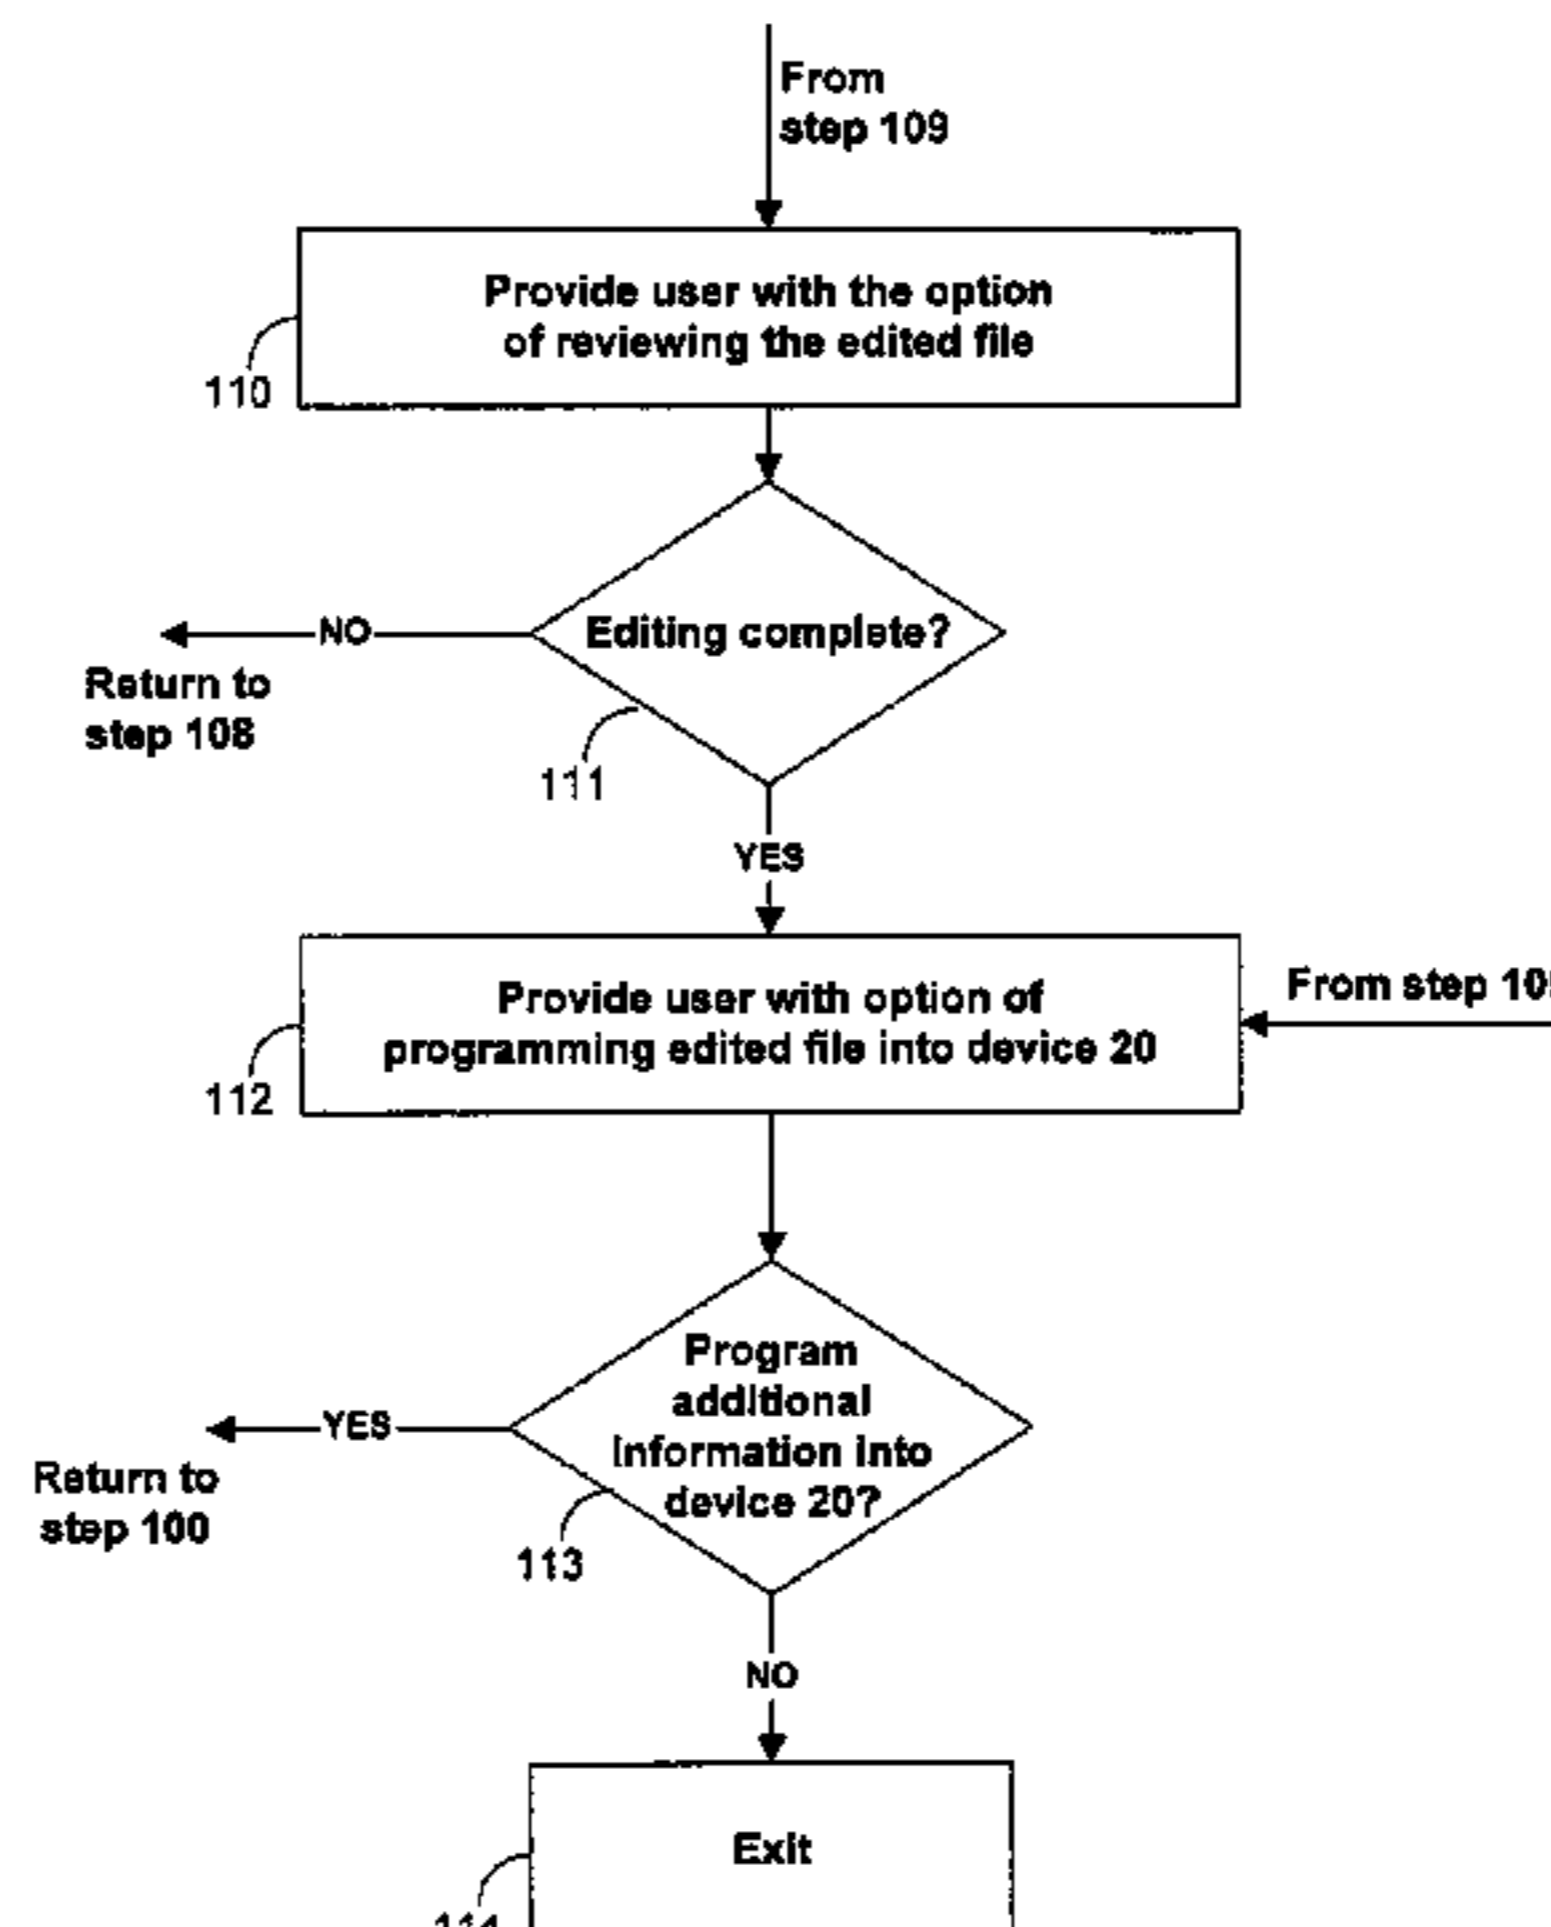 From
step 109
Provide user with the option
of reviewing the edited file
110
Editing complete?
NO
Return to
step 108
111
YES
Provide user with option of
programming edited file into device 20
From step
112
Program
additional
information into
device 20?
YES
Return to
step 100
113
NO
Exit